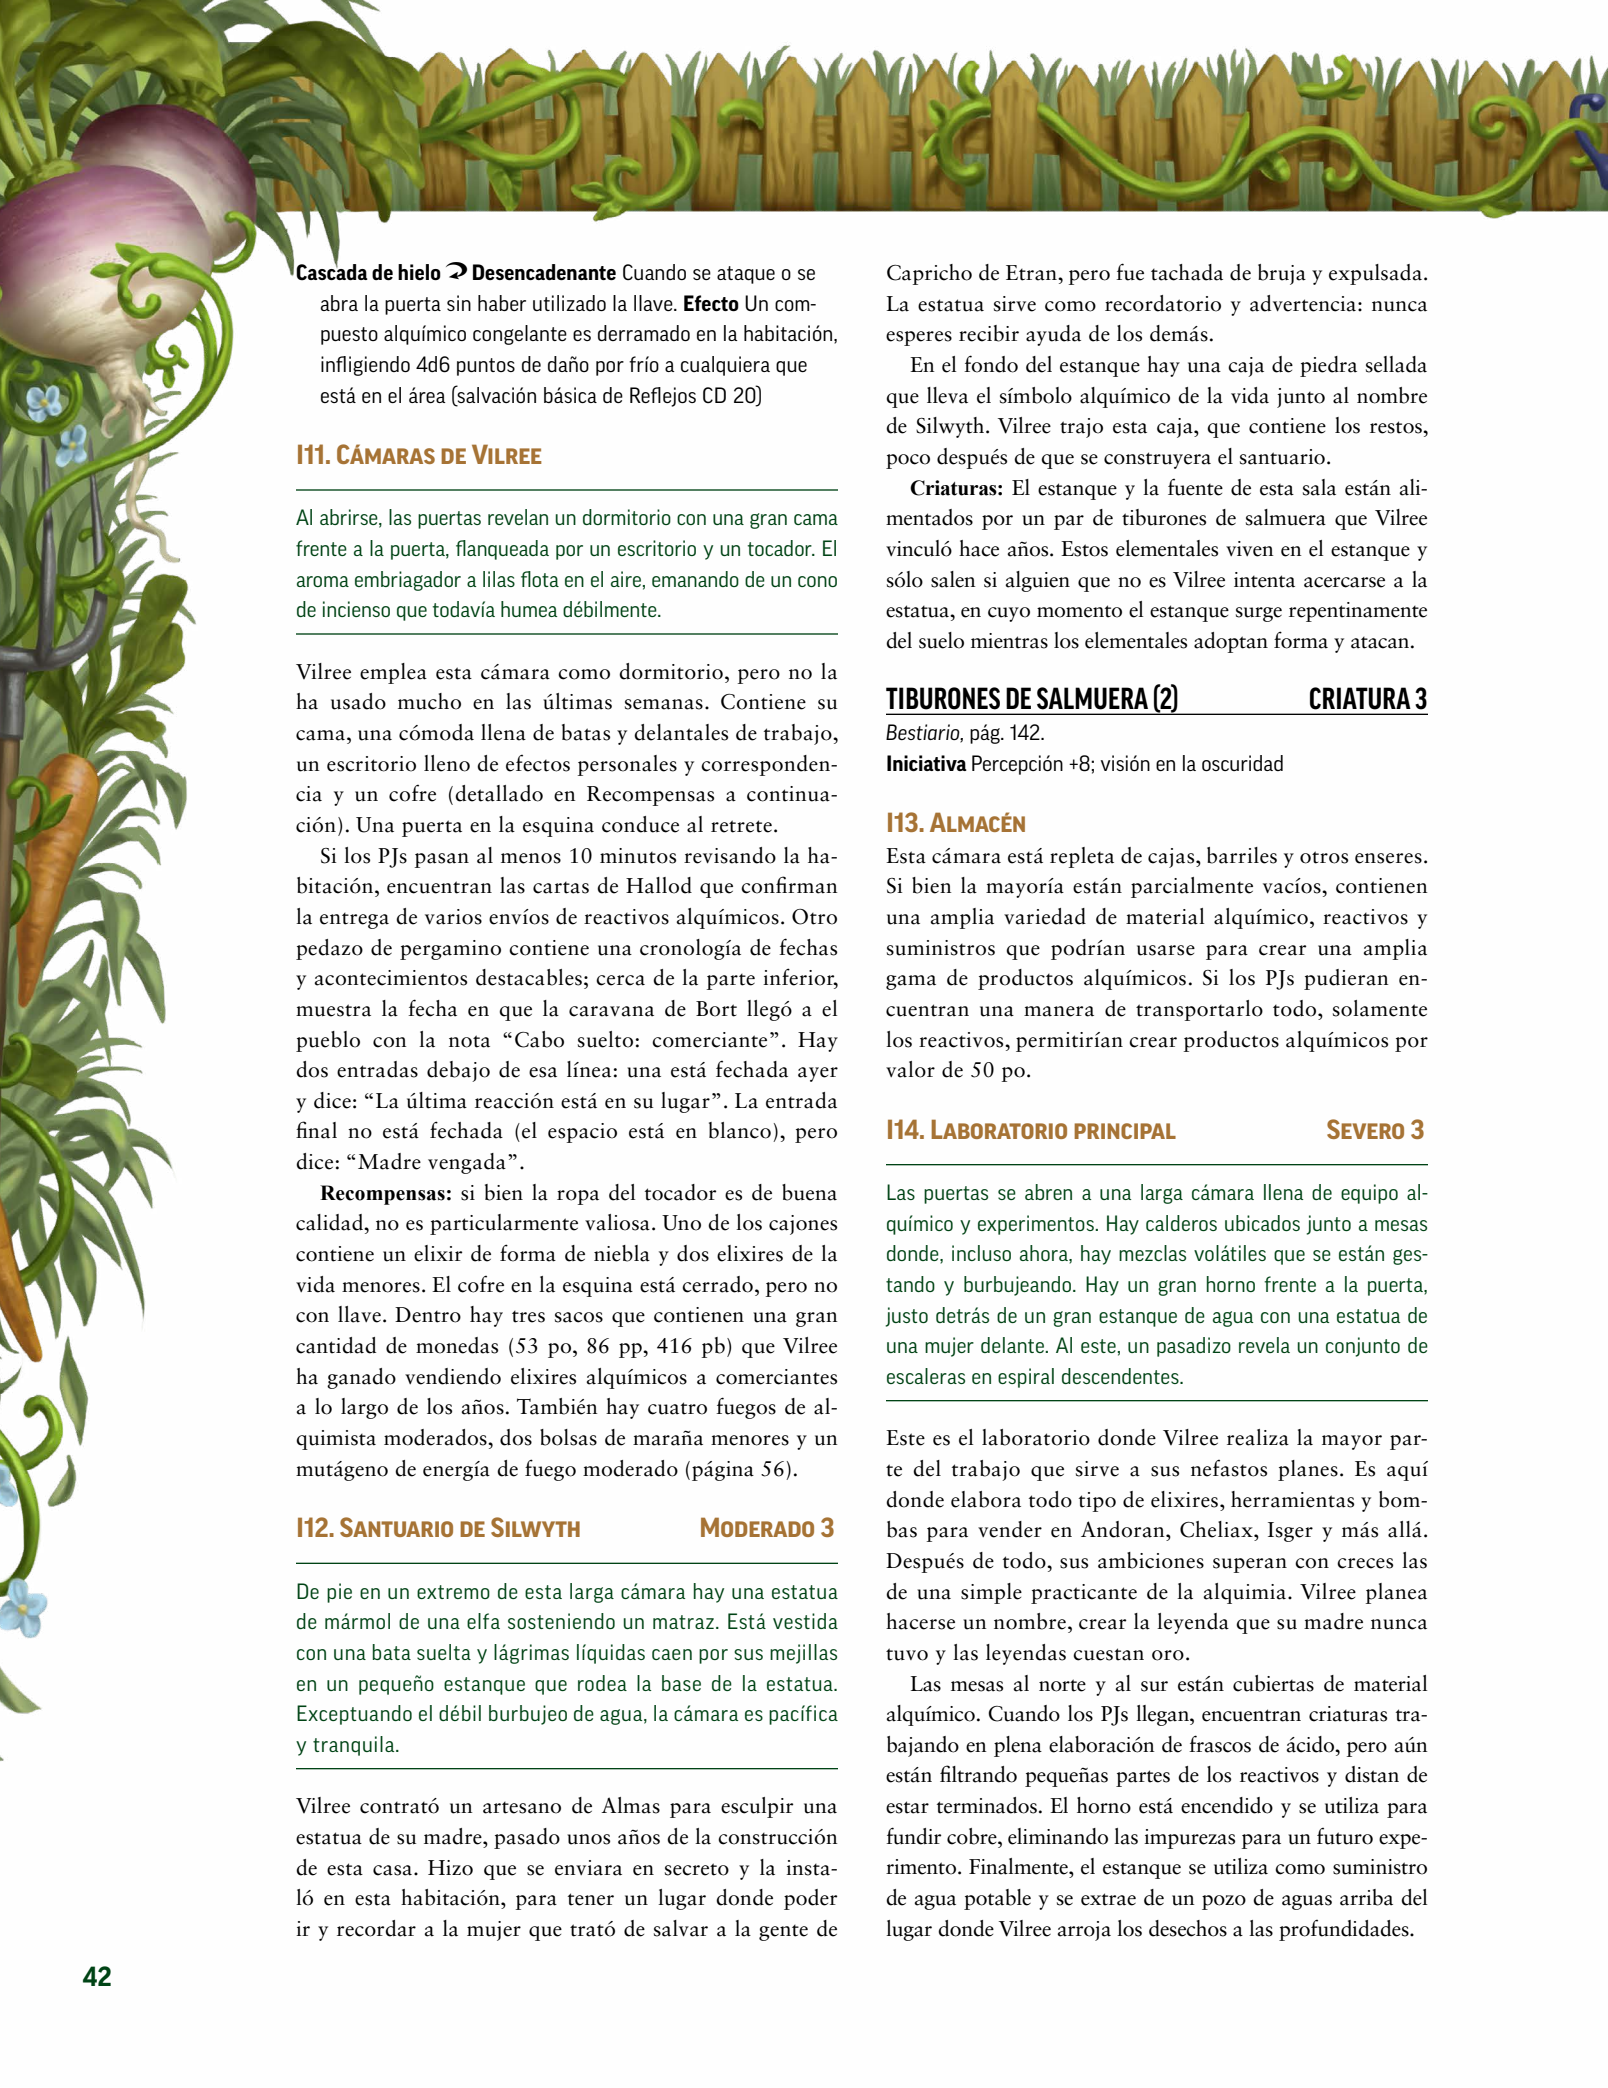 Cascada de hielo Desencadenante Cuando se ataque o se
abra la puerta sin haber utilizado la llave. Efecto Un com-
puesto alquímico congelante es derramado en la habitación,
infligiendo 4d6 puntos de daño por frío a cualquiera que
está en el área (salvación básica de Reflejos CD 20)
I11. Cámaras de Vilree
Al abrirse, las puertas revelan un dormitorio con una gran cama
frente a la puerta, flanqueada por un escritorio y un tocador. El
aroma embriagador a lilas flota en el aire, emanando de un cono
de incienso que todavía humea débilmente.
Vilree emplea esta cámara como dormitorio, pero no la
ha usado mucho en las últimas semanas. Contiene su
cama, una cómoda llena de batas y delantales de trabajo,
un escritorio lleno de efectos personales y corresponden-
cia y un cofre (detallado en Recompensas a continua-
ción). Una puerta en la esquina conduce al retrete.
Si los PJs pasan al menos 10 minutos revisando la ha-
bitación, encuentran las cartas de Hallod que confirman
la entrega de varios envíos de reactivos alquímicos. Otro
pedazo de pergamino contiene una cronología de fechas
y acontecimientos destacables; cerca de la parte inferior,
muestra la fecha en que la caravana de Bort llegó a el
pueblo con la nota “Cabo suelto: comerciante”. Hay
dos entradas debajo de esa línea: una está fechada ayer
y dice: “La última reacción está en su lugar”. La entrada
final no está fechada (el espacio está en blanco), pero
dice: “Madre vengada”.
Recompensas: si bien la ropa del tocador es de buena
calidad, no es particularmente valiosa. Uno de los cajones
contiene un elixir de forma de niebla y dos elixires de la
vida menores. El cofre en la esquina está cerrado, pero no
con llave. Dentro hay tres sacos que contienen una gran
cantidad de monedas (53 po, 86 pp, 416 pb) que Vilree
ha ganado vendiendo elixires alquímicos a comerciantes
a lo largo de los años. También hay cuatro fuegos de al-
quimista moderados, dos bolsas de maraña menores y un
mutágeno de energía de fuego moderado (página 56).
I12. Santuario de Silwyth Moderado 3
De pie en un extremo de esta larga cámara hay una estatua
de mármol de una elfa sosteniendo un matraz. Está vestida
con una bata suelta y lágrimas líquidas caen por sus mejillas
en un pequeño estanque que rodea la base de la estatua.
Exceptuando el débil burbujeo de agua, la cámara es pacífica
y tranquila.
Vilree contrató un artesano de Almas para esculpir una
estatua de su madre, pasado unos años de la construcción
de esta casa. Hizo que se enviara en secreto y la insta-
ló en esta habitación, para tener un lugar donde poder
ir y recordar a la mujer que trató de salvar a la gente de
Capricho de Etran, pero fue tachada de bruja y expulsada.
La estatua sirve como recordatorio y advertencia: nunca
esperes recibir ayuda de los demás.
En el fondo del estanque hay una caja de piedra sellada
que lleva el símbolo alquímico de la vida junto al nombre
de Silwyth. Vilree trajo esta caja, que contiene los restos,
poco después de que se construyera el santuario.
Criaturas: El estanque y la fuente de esta sala están ali-
mentados por un par de tiburones de salmuera que Vilree
vinculó hace años. Estos elementales viven en el estanque y
sólo salen si alguien que no es Vilree intenta acercarse a la
estatua, en cuyo momento el estanque surge repentinamente
del suelo mientras los elementales adoptan forma y atacan.
TIBURONES DE SALMUERA (2) CRIATURA 3
Bestiario, pág. 142.
Iniciativa Percepción +8; visión en la oscuridad
I13. Almacén
Esta cámara está repleta de cajas, barriles y otros enseres.
Si bien la mayoría están parcialmente vacíos, contienen
una amplia variedad de material alquímico, reactivos y
suministros que podrían usarse para crear una amplia
gama de productos alquímicos. Si los PJs pudieran en-
cuentran una manera de transportarlo todo, solamente
los reactivos, permitirían crear productos alquímicos por
valor de 50 po.
I14. Laboratorio principal Severo 3
Las puertas se abren a una larga cámara llena de equipo al-
químico y experimentos. Hay calderos ubicados junto a mesas
donde, incluso ahora, hay mezclas volátiles que se están ges-
tando y burbujeando. Hay un gran horno frente a la puerta,
justo detrás de un gran estanque de agua con una estatua de
una mujer delante. Al este, un pasadizo revela un conjunto de
escaleras en espiral descendentes.
Este es el laboratorio donde Vilree realiza la mayor par-
te del trabajo que sirve a sus nefastos planes. Es aquí
donde elabora todo tipo de elixires, herramientas y bom-
bas para vender en Andoran, Cheliax, Isger y más allá.
Después de todo, sus ambiciones superan con creces las
de una simple practicante de la alquimia. Vilree planea
hacerse un nombre, crear la leyenda que su madre nunca
tuvo y las leyendas cuestan oro.
Las mesas al norte y al sur están cubiertas de material
alquímico. Cuando los PJs llegan, encuentran criaturas tra-
bajando en plena elaboración de frascos de ácido, pero aún
están filtrando pequeñas partes de los reactivos y distan de
estar terminados. El horno está encendido y se utiliza para
fundir cobre, eliminando las impurezas para un futuro expe-
rimento. Finalmente, el estanque se utiliza como suministro
de agua potable y se extrae de un pozo de aguas arriba del
lugar donde Vilree arroja los desechos a las profundidades.
42